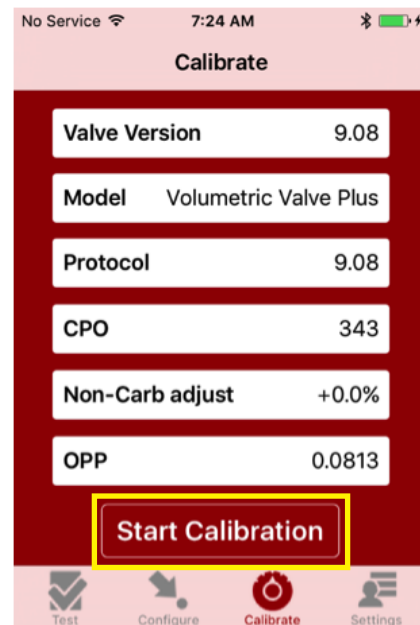 No Service 7:24 AM
Calibrate
Valve Version 9.08
Model Volumetric Valve Plus
Protocol 9.08
CPO 343
Non-Carb adjust +0.0%
OPP 0.0813
Start Calibration
Test Configure Calibrate Settings